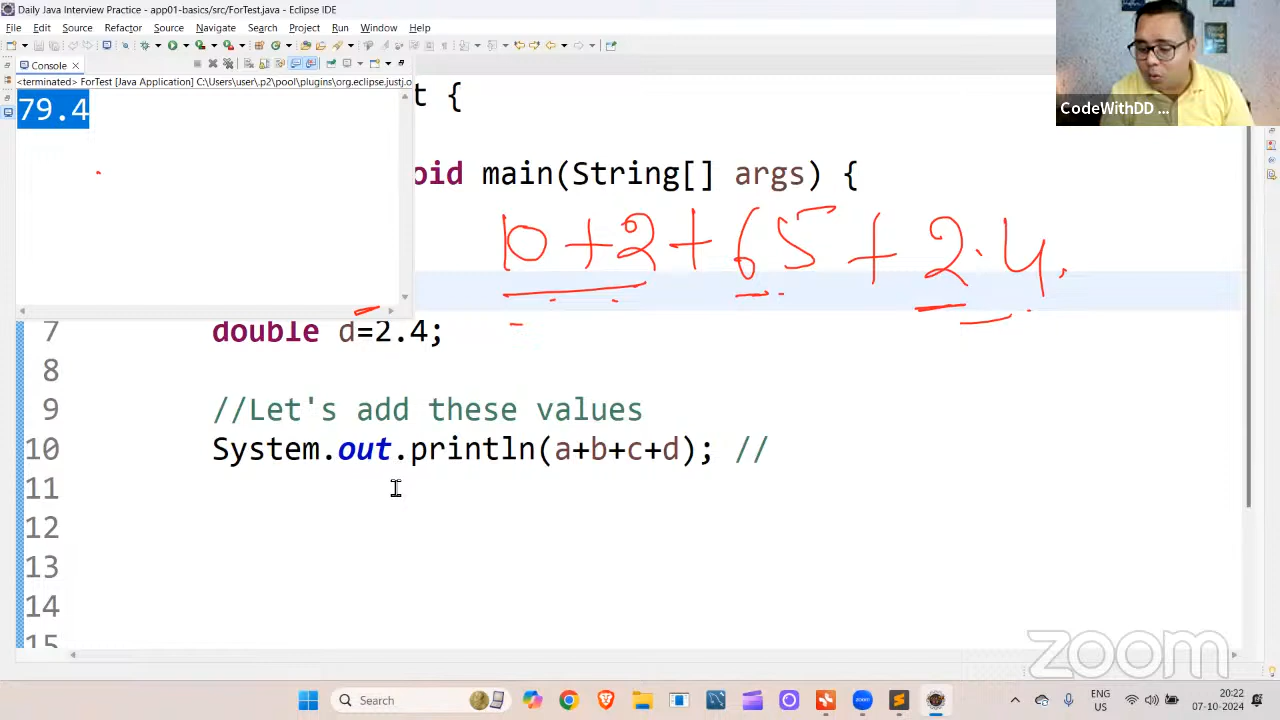 Daily Java Interview Practice - app01-basics/src/ForTest.java - Eclipse IDE
File Edit Source Refactor Source Navigate Search Project Run Window Help
Console
<terminated> ForTest [Java Application] C:\Users\user\.p2\pool\plugins\org.eclipse.justj.o
79.4
CodeWithDD ...
t {
oid main(String[] args) {
10+2+65+2.4.
7 double d=2.4;
8
9 //Let's add these values
10 System.out.println(a+b+c+d); //
11
12
13
14
15
zoom
Search
ENG
US
20:22
07-10-2024